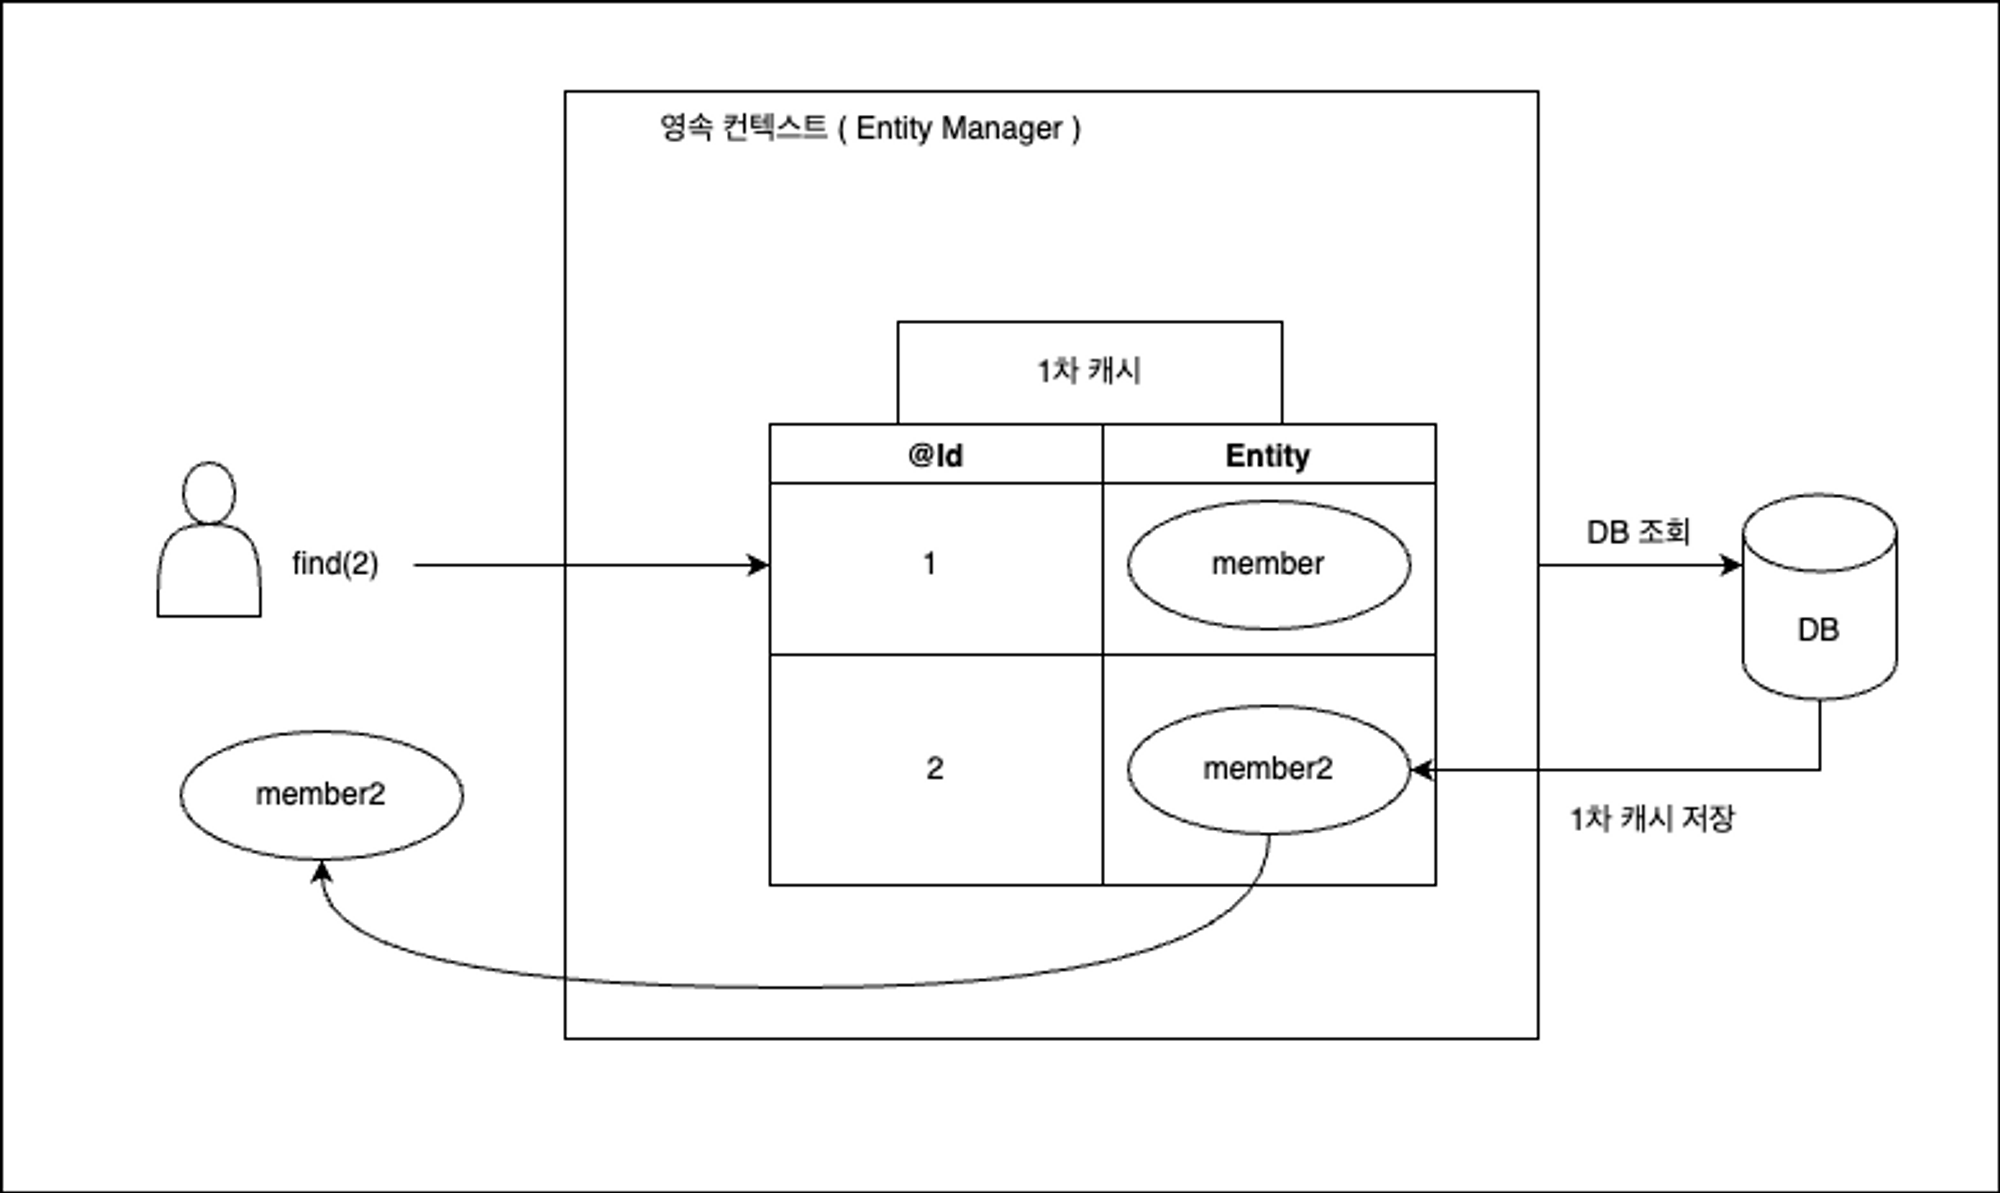 영속 컨텍스트 ( Entity Manager )
1차 캐시
@Id Entity
find(2)
1 member
DB 조회
DB
2 member2
member2
1차 캐시 저장